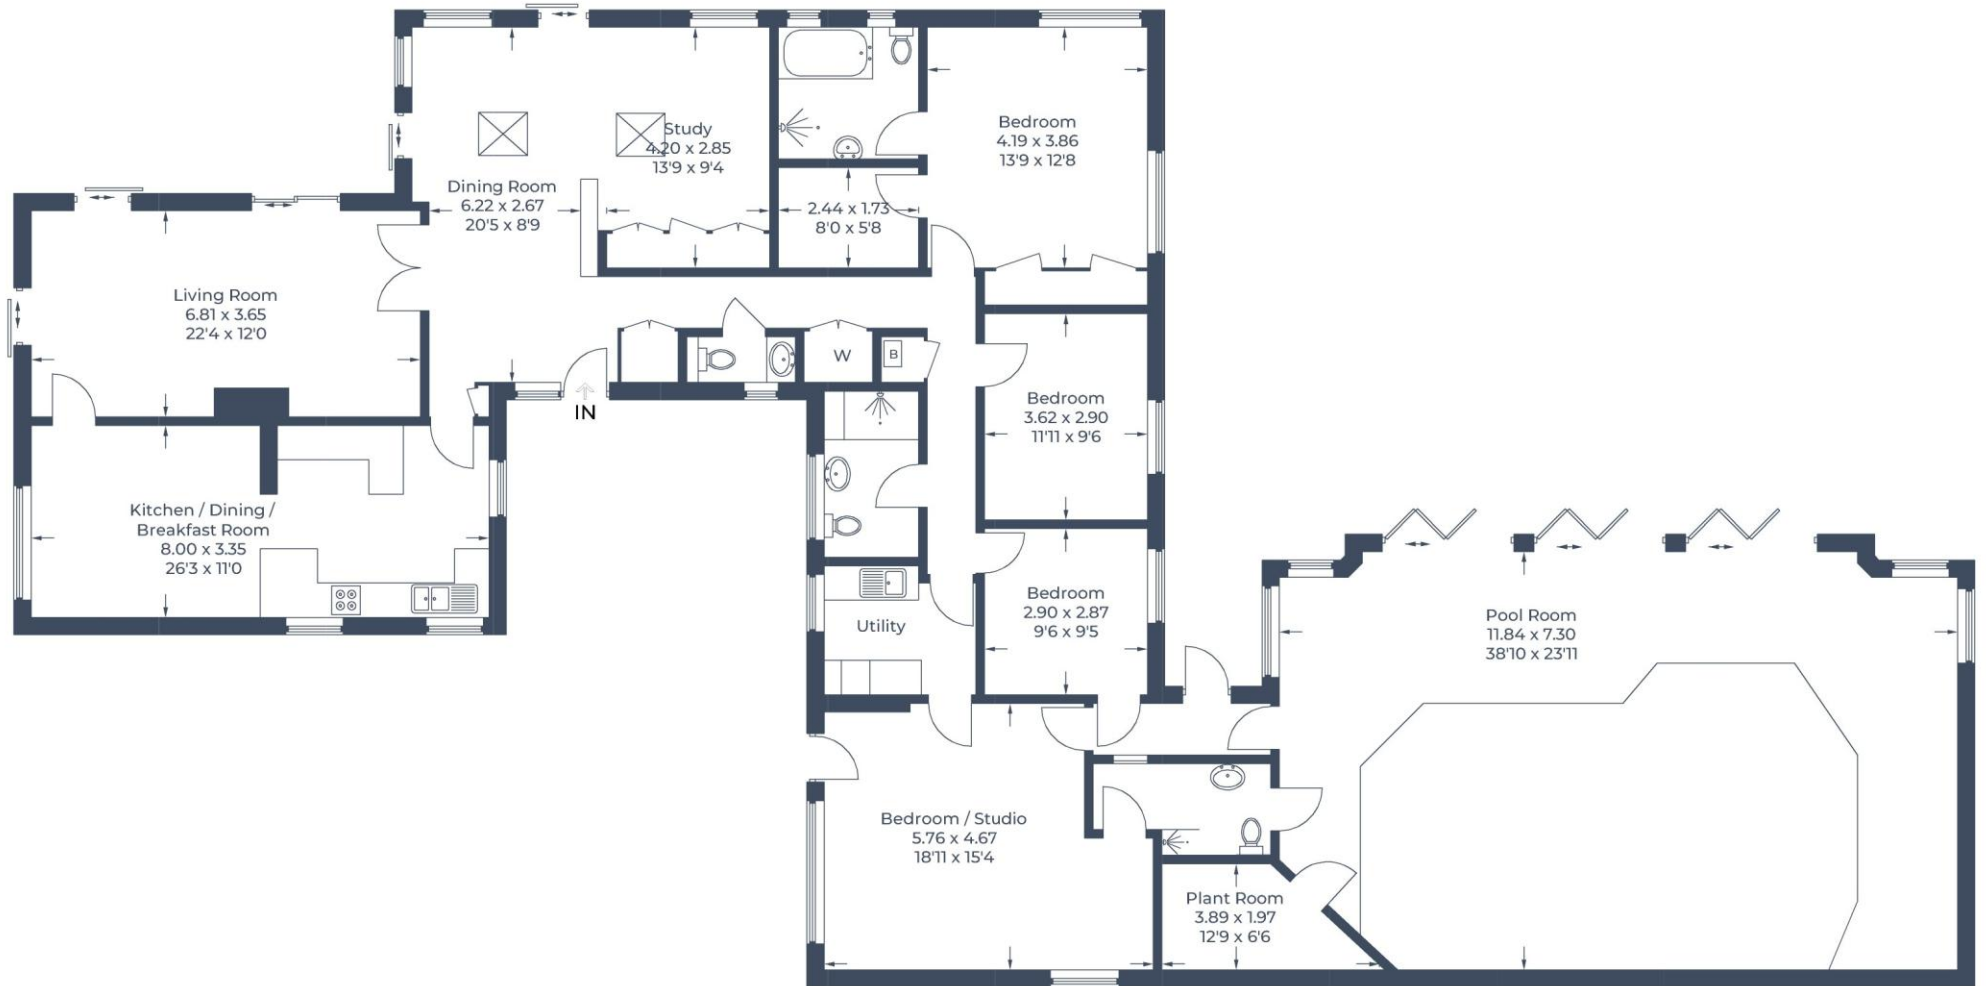 Study
4.20 x 2.85
13'9 x 9'4
Bedroom
4.19 x 3.86
13'9 x 12'8
Dining Room
6.22 x 2.67
20'5 x 8'9
2.44 x 1.73
8'0 x 5'8
Living Room
6.81 x 3.65
22'4 x 12'0
W
B
IN
Bedroom
3.62 x 2.90
11'11 x 9'6
Kitchen / Dining /
Breakfast Room
8.00 x 3.35
26'3 x 11'0
Utility
Bedroom
2.90 x 2.87
9'6 x 9'5
Pool Room
11.84 x 7.30
38'10 x 23'11
Bedroom / Studio
5.76 x 4.67
18'11 x 15'4
Plant Room
3.89 x 1.97
12'9 x 6'6